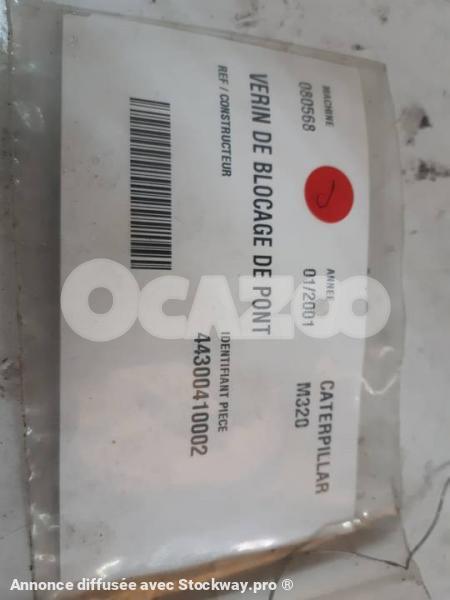 MACHINE
080568
ANNEE
01/2001
CATERPILLAR
M320
VERIN DE BLOCAGE DE PONT
REF / CONSTRUCTEUR
IDENTIFIANT PIECE
44300410002
OCAZOO
Annonce diffusée avec Stockway.pro ®